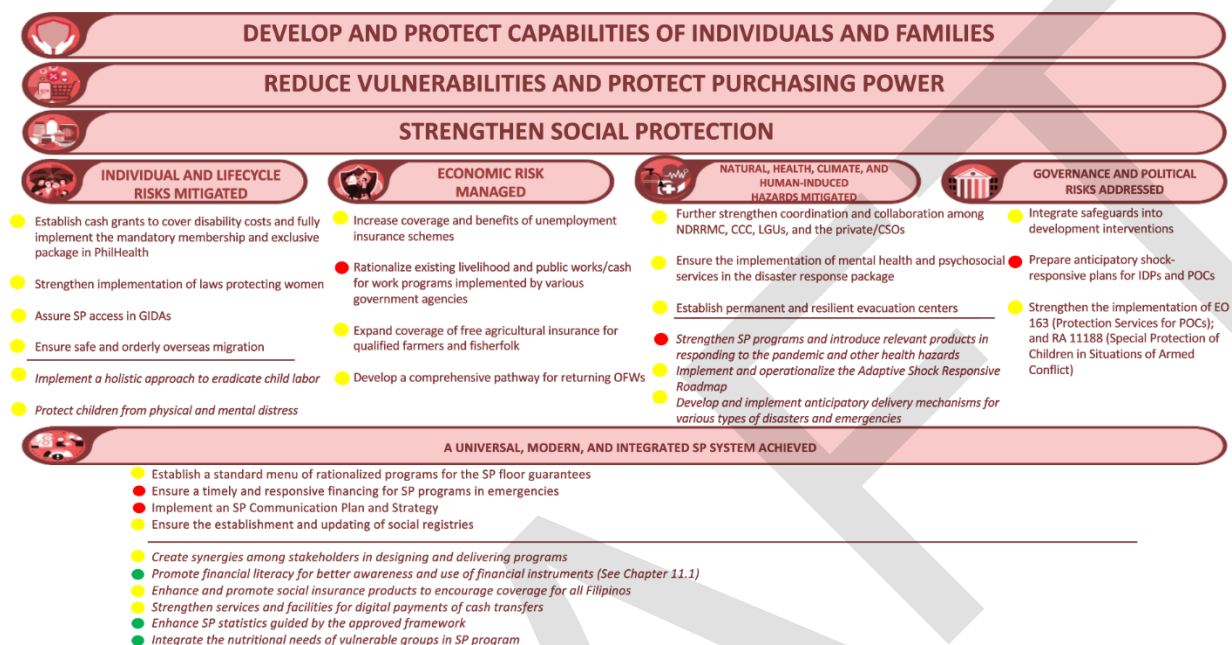 DEVELOP AND PROTECT CAPABILITIES OF INDIVIDUALS AND FAMILIES
REDUCE VULNERABILITIES AND PROTECT PURCHASING POWER
STRENGTHEN SOCIAL PROTECTION
INDIVIDUAL AND LIFECYCLE
RISKS MITIGATED
Establish cash grants to cover disability costs and fully
implement the mandatory membership and exclusive
package in PhilHealth
Strengthen implementation of laws protecting women
Assure SP access in GIDAs
Ensure safe and orderly overseas migration
Implement a holistic approach to eradicate child labor
Protect children from physical and mental distress
ECONOMIC RISK
MANAGED
Increase coverage and benefits of unemployment
insurance schemes
Rationalize existing livelihood and public works/cash
for work programs implemented by various
government agencies
Expand coverage of free agricultural insurance for
qualified farmers and fisherfolk
Develop a comprehensive pathway for returning OFWs
NATURAL, HEALTH, CLIMATE, AND
HUMAN-INDUCED
HAZARDS MITIGATED
Further strengthen coordination and collaboration among
NDRRMC, CCC, LGUs, and the private/CSOs
Ensure the implementation of mental health and psychosocial
services in the disaster response package
Establish permanent and resilient evacuation centers
Strengthen SP programs and introduce relevant products in
responding to the pandemic and other health hazards
Implement and operationalize the Adaptive Shock Responsive
Roadmap
Develop and implement anticipatory delivery mechanisms for
various types of disasters and emergencies
GOVERNANCE AND POLITICAL
RISKS ADDRESSED
Integrate safeguards into
development interventions
Prepare anticipatory shock-
responsive plans for IDPs and POCs
Strengthen the implementation of EO
163 (Protection Services for POCs);
and RA 11188 (Special Protection of
Children in Situations of Armed
Conflict)
A UNIVERSAL, MODERN, AND INTEGRATED SP SYSTEM ACHIEVED
Establish a standard menu of rationalized programs for the SP floor guarantees
Ensure a timely and responsive financing for SP programs in emergencies
Implement an SP Communication Plan and Strategy
Ensure the establishment and updating of social registries
Create synergies among stakeholders in designing and delivering programs
Promote financial literacy for better awareness and use of financial instruments (See Chapter 11.1)
Enhance and promote social insurance products to encourage coverage for all Filipinos
Strengthen services and facilities for digital payments of cash transfers
Enhance SP statistics guided by the approved framework
Integrate the nutritional needs of vulnerable groups in SP program